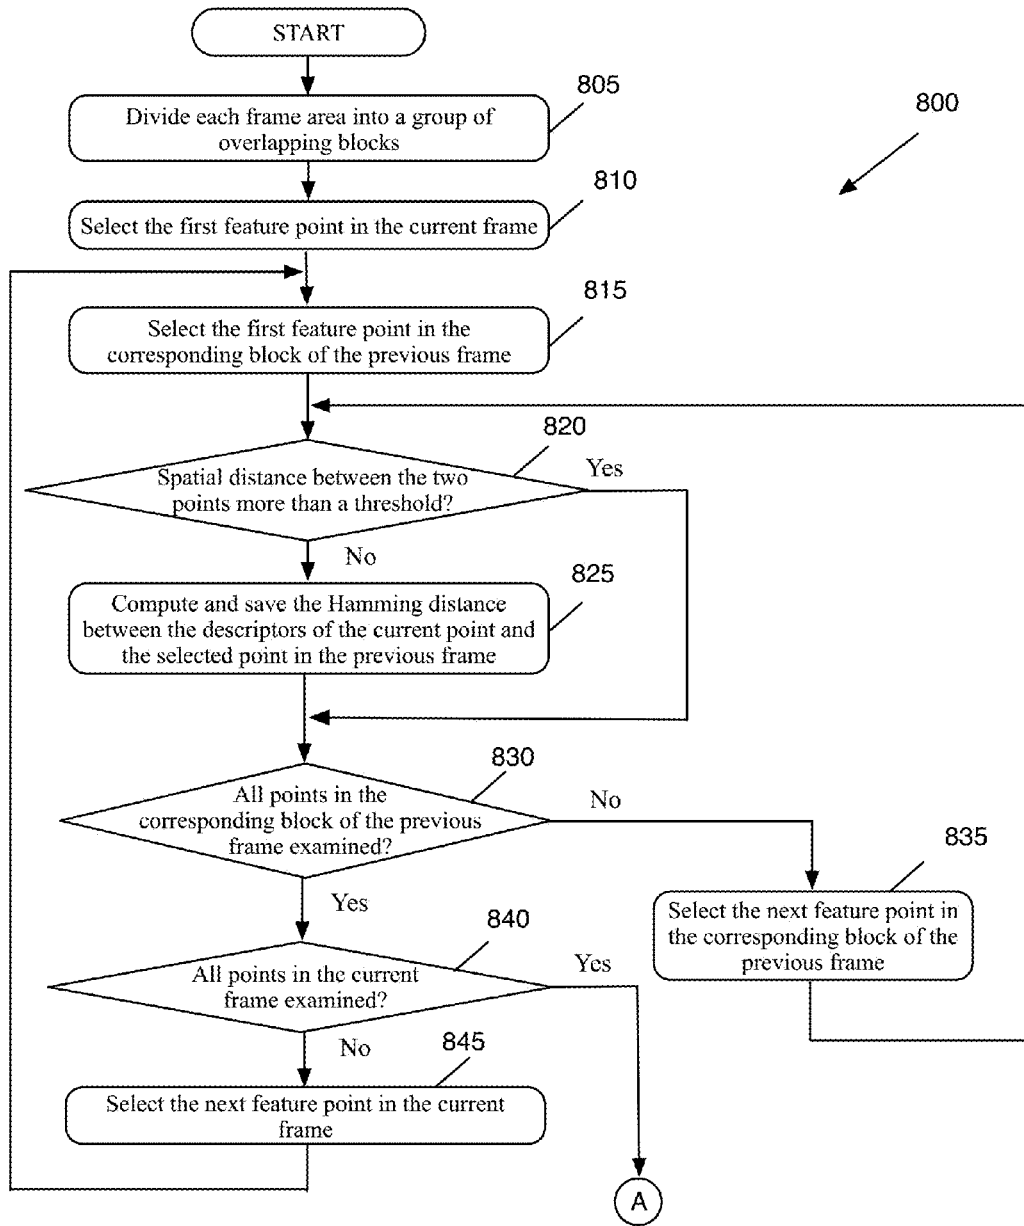 START
805
Divide each frame area into a group of
overlapping blocks
800
810
Select the first feature point in the current frame
815
Select the first feature point in the
corresponding block of the previous frame
820
Yes
Spatial distance between the two
points more than a threshold?
No
825
Compute and save the Hamming distance
between the descriptors of the current point and
the selected point in the previous frame
830
All points in the
corresponding block of the previous
frame examined?
No
835
Select the next feature point in
the corresponding block of the
previous frame
Yes
840
All points in the current
frame examined?
Yes
No
845
Select the next feature point in the current
frame
A